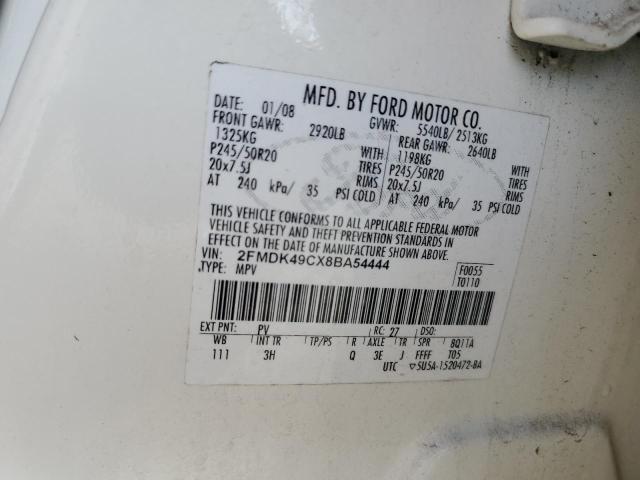 MFD. BY FORD MOTOR CO.
DATE: 01/08 GVWR: 5540LB/ 2513KG
FRONT GAWR: 2920LB REAR GAWR: 2640LB
1325KG WITH 1198KG WITH
P245/50R20 TIRES P245/50R20 TIRES
20x7.5J RIMS 20x7.5J RIMS
AT 240 kPa/ 35 PSI COLD AT 240 kPa/ 35 PSI COLD
THIS VEHICLE CONFORMS TO ALL APPLICABLE FEDERAL MOTOR
VEHICLE SAFETY AND THEFT PREVENTION STANDARDS IN
EFFECT ON THE DATE OF MANUFACTURE SHOWN ABOVE.
VIN: 2FMDK49CX8BA54444 F0055
TYPE: MPV T0110
EXT PNT: PV RC: 27 DSO:
WB INT TR TP/PS R AXLE TR SPR 8Q11A
111 3H Q 3E J FFFF T05
UTC ▽5U5A-1520472-BA